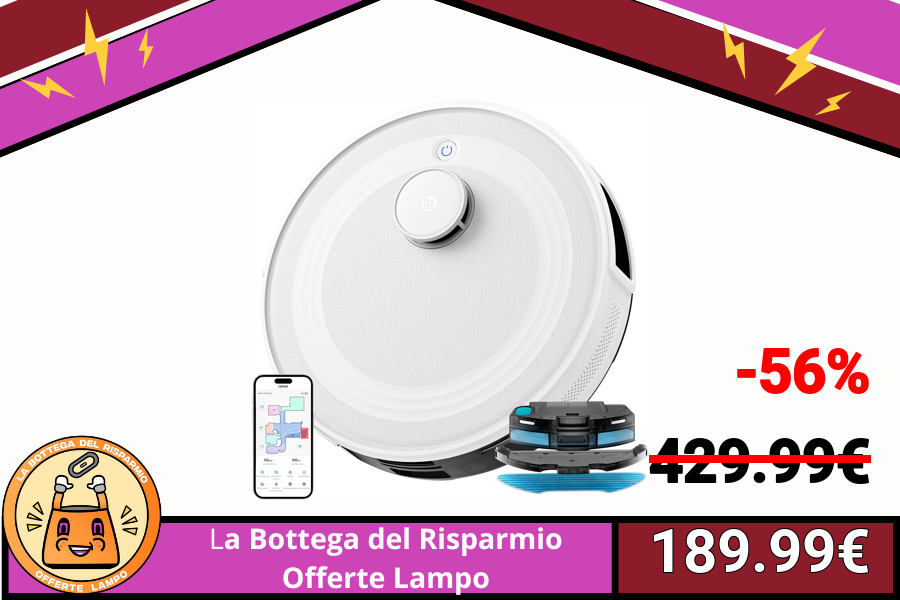 -56%
429.99€
LA BOTTEGA DEL RISPARMIO
OFFERTE LAMPO
La Bottega del Risparmio
Offerte Lampo
189.99€